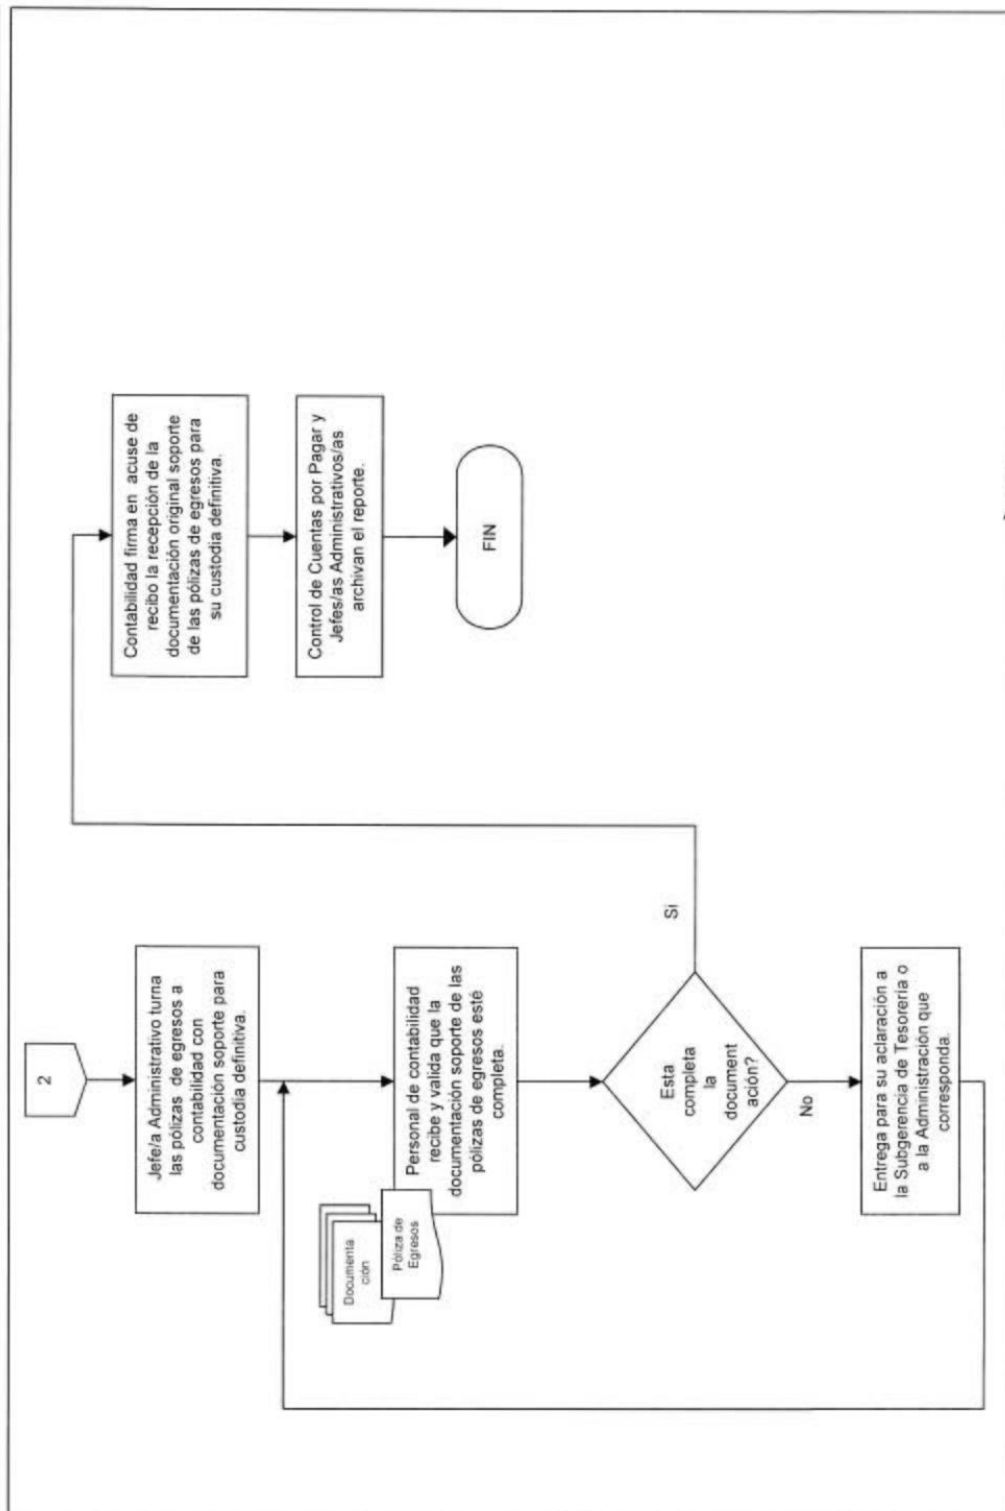 2
Jefe/a Administrativo turna
las pólizas de egresos a
contabilidad con
documentación soporte para
custodia definitiva.
Personal de contabilidad
recibe y valida que la
documentación soporte de las
pólizas de egresos esté
completa.
Documenta
ción
Póliza de
Egresos
Esta
completa
la
document
ación?
Si
No
Entrega para su aclaración a
la Subgerencia de Tesorería o
a la Administración que
corresponda.
Contabilidad firma en acuse de
recibo la recepción de la
documentación original soporte
de las pólizas de egresos para
su custodia definitiva.
Control de Cuentas por Pagar y
Jefes/as Administrativos/as
archivan el reporte.
FIN